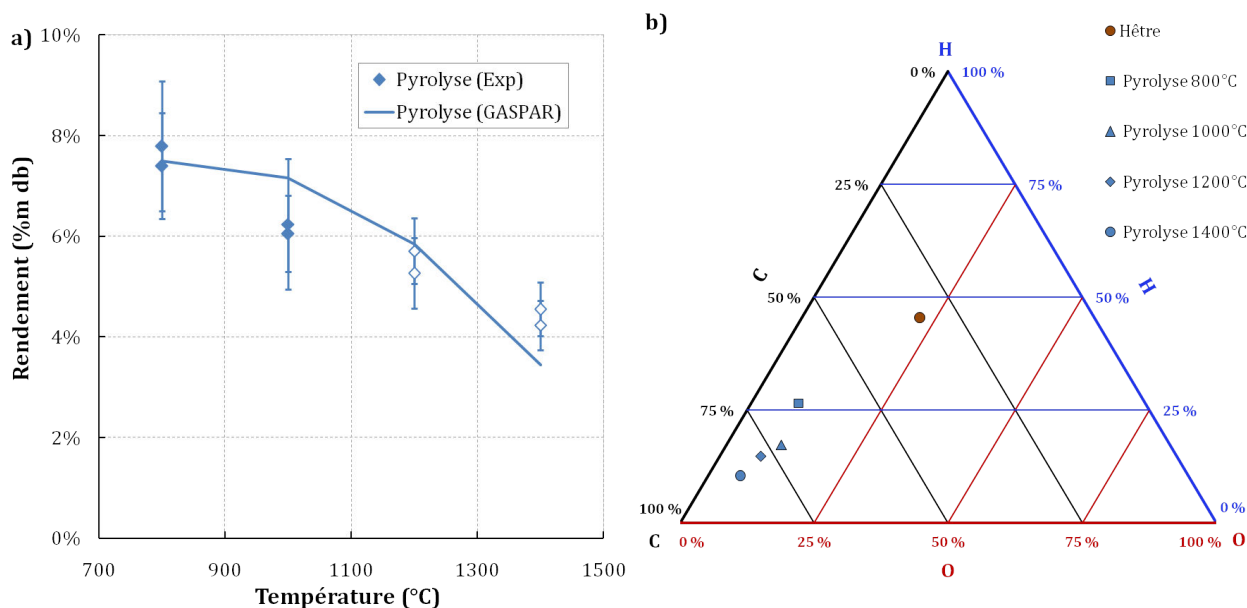 a)
10%
8%
6%
4%
2%
0%
Rendement (%m db)
700
900
1100
1300
1500
Température (°C)
Pyrolyse (Exp)
Pyrolyse (GASPAR)
b)
Hêtre
Pyrolyse 800°C
Pyrolyse 1000°C
Pyrolyse 1200°C
Pyrolyse 1400°C
H
0 % 100 %
25 % 75 %
C H
50 % 50 %
75 % 25 %
100 % 0 %
C 0 % 25 % 50 % 75 % 100 % O
O